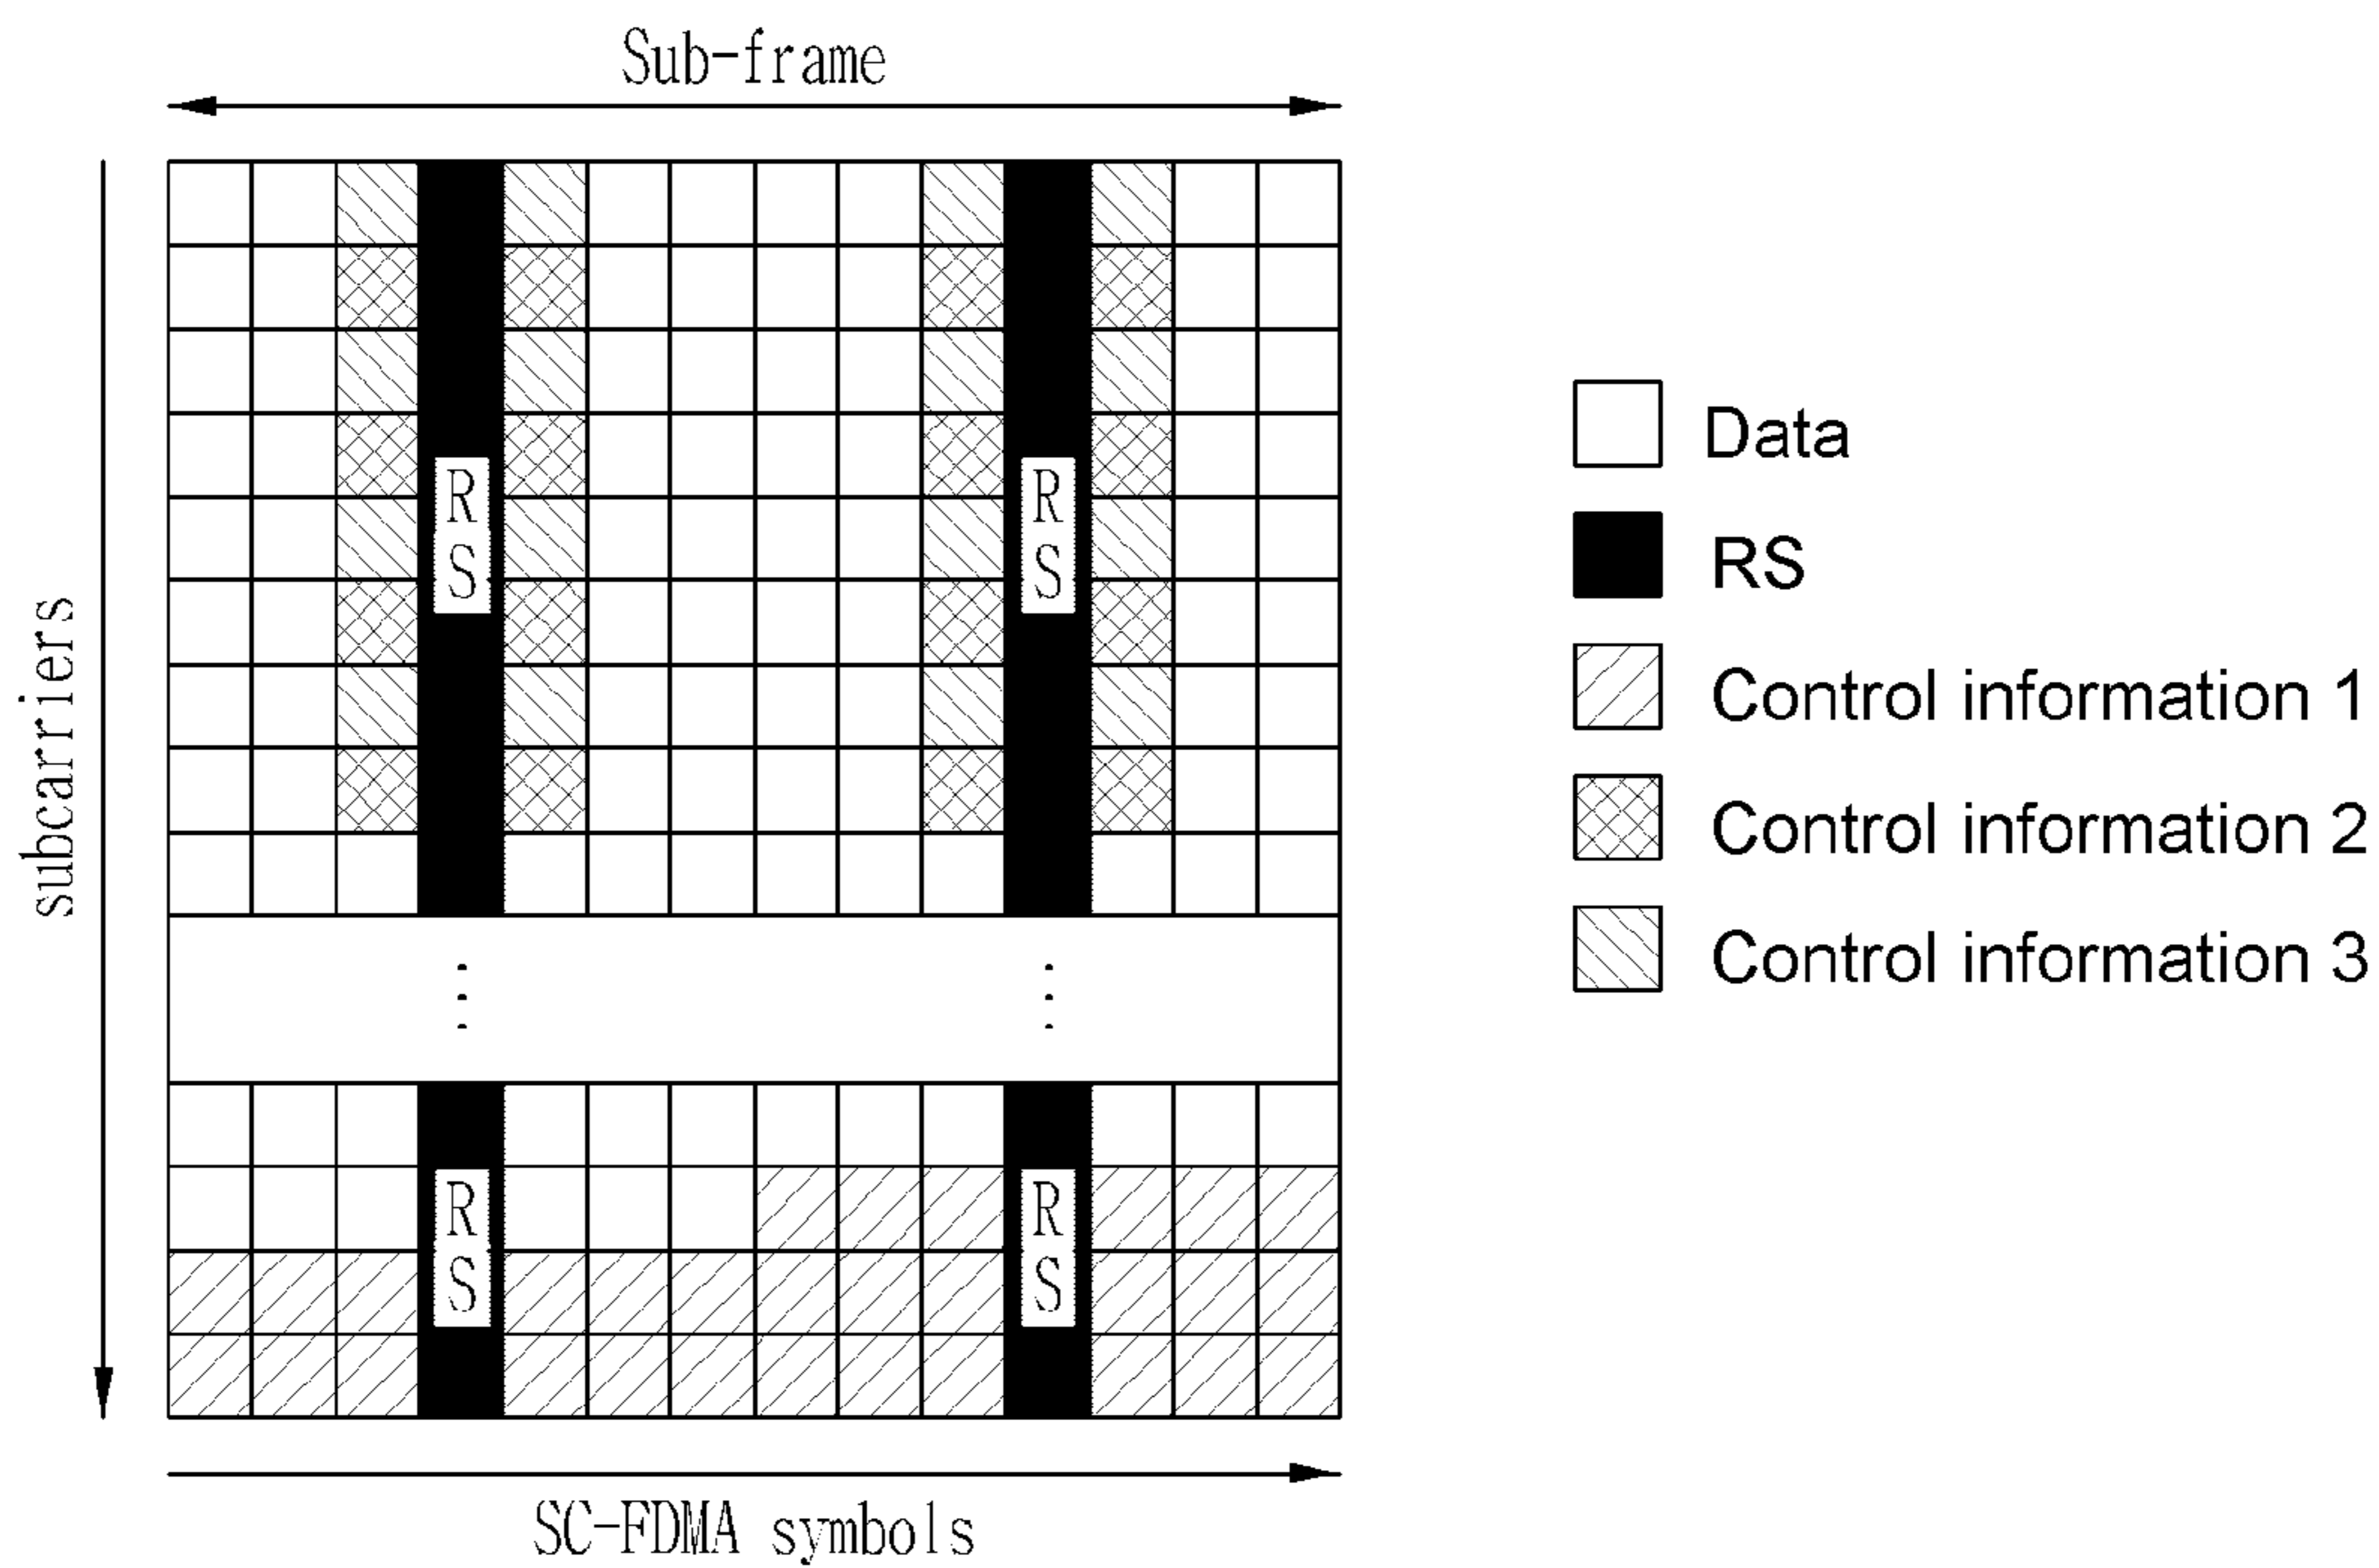 Sub-frame
subcarriers
RS
RS
RS
RS
SC-FDMA symbols
Data
RS
Control information 1
Control information 2
Control information 3